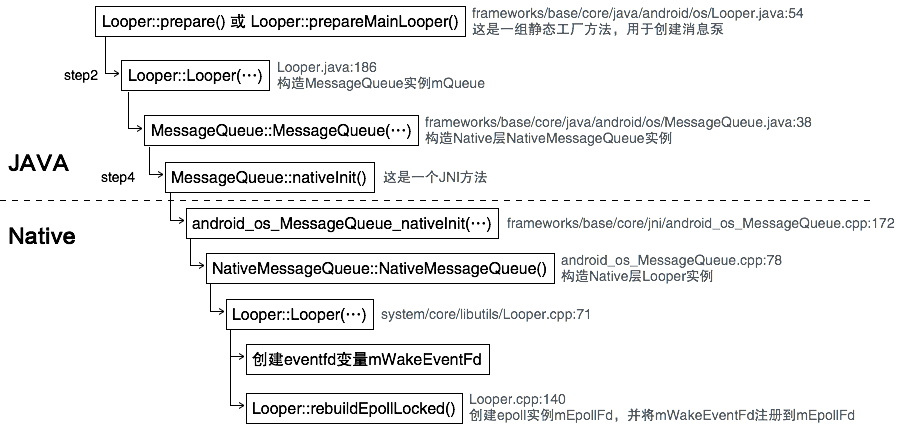 Looper::prepare() 或 Looper::prepareMainLooper()
frameworks/base/core/java/android/os/Looper.java:54
这是一组静态工厂方法，用于创建消息泵
step2
Looper::Looper(⋯)
Looper.java:186
构造MessageQueue实例mQueue
MessageQueue::MessageQueue(⋯)
frameworks/base/core/java/android/os/MessageQueue.java:38
构造Native层NativeMessageQueue实例
JAVA
step4
MessageQueue::nativeInit()
这是一个JNI方法
Native
android_os_MessageQueue_nativeInit(⋯)
frameworks/base/core/jni/android_os_MessageQueue.cpp:172
NativeMessageQueue::NativeMessageQueue()
android_os_MessageQueue.cpp:78
构造Native层Looper实例
Looper::Looper(⋯)
system/core/libutils/Looper.cpp:71
创建eventfd变量mWakeEventFd
Looper::rebuildEpollLocked()
Looper.cpp:140
创建epoll实例mEpollFd，并将mWakeEventFd注册到mEpollFd